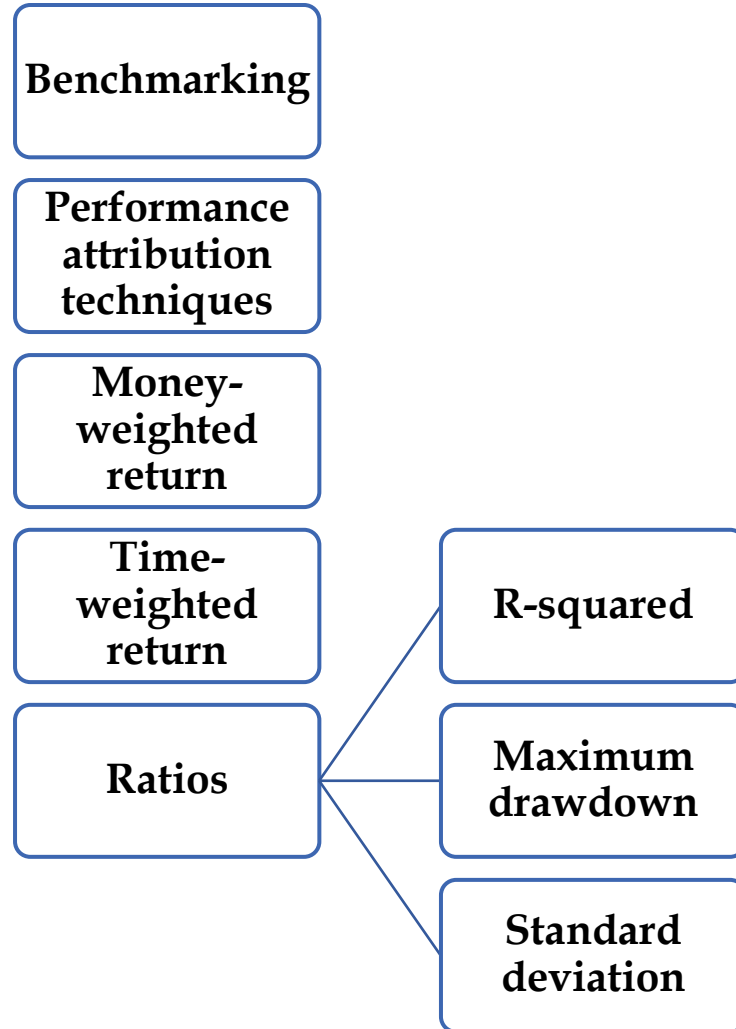 Benchmarking
Performance
attribution
techniques
Money-
weighted
return
Time-
weighted
return
Ratios
R-squared
Maximum
drawdown
Standard
deviation